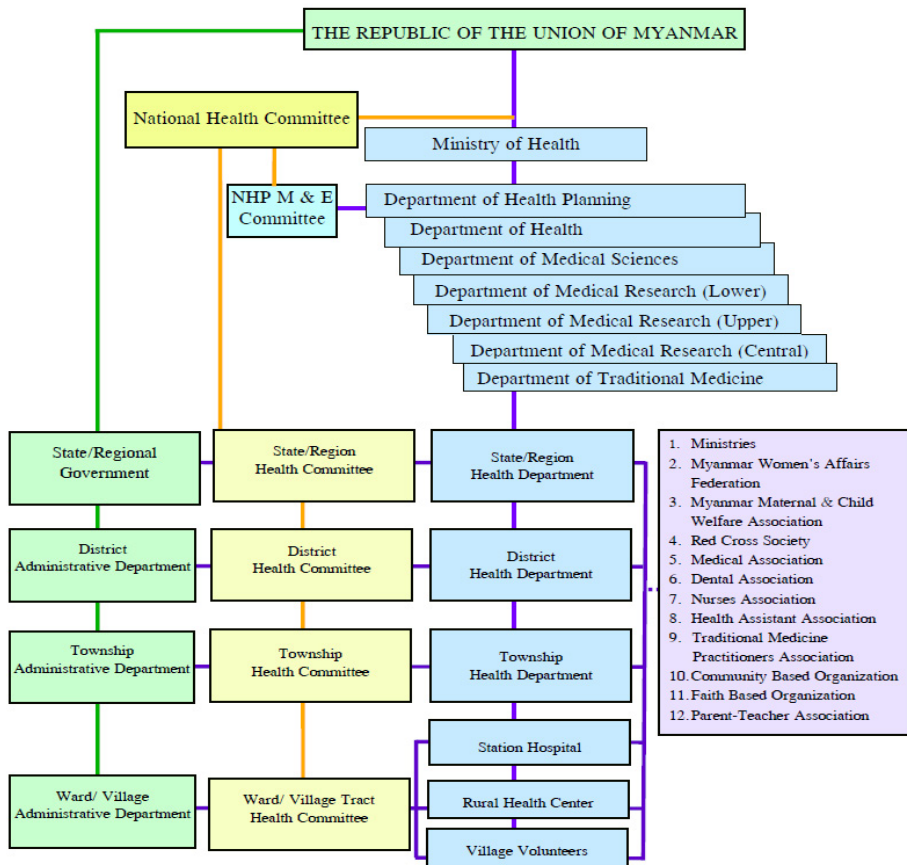 THE REPUBLIC OF THE UNION OF MYANMAR
National Health Committee
Ministry of Health
NHP M & E
Committee
Department of Health Planning
Department of Health
Department of Medical Sciences
Department of Medical Research (Lower)
Department of Medical Research (Upper)
Department of Medical Research (Central)
Department of Traditional Medicine
State/Regional
Government
State/Region
Health Committee
State/Region
Health Department
District
Administrative Department
District
Health Committee
District
Health Department
Township
Administrative Department
Township
Health Committee
Township
Health Department
Station Hospital
Ward/ Village
Administrative Department
Ward/ Village Tract
Health Committee
Rural Health Center
Village Volunteers
1. Ministries
2. Myanmar Women's Affairs
Federation
3. Myanmar Maternal & Child
Welfare Association
4. Red Cross Society
5. Medical Association
6. Dental Association
7. Nurses Association
8. Health Assistant Association
9. Traditional Medicine
Practitioners Association
10. Community Based Organization
11. Faith Based Organization
12. Parent-Teacher Association